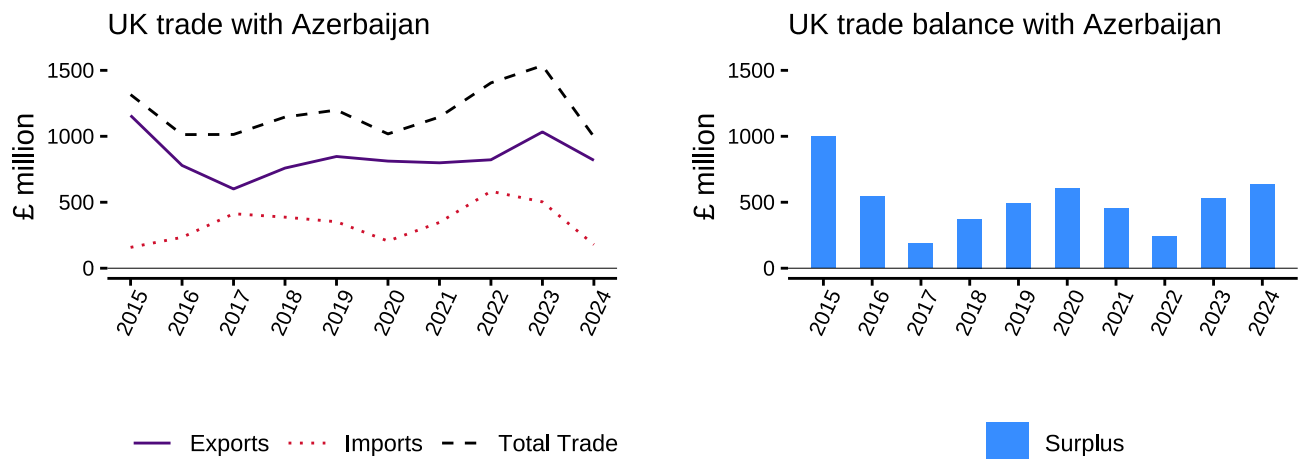 UK trade with Azerbaijan
£ million
1500
1000
500
0
2015 2016 2017 2018 2019 2020 2021 2022 2023 2024
Exports Imports Total Trade
UK trade balance with Azerbaijan
£ million
1500
1000
500
0
2015 2016 2017 2018 2019 2020 2021 2022 2023 2024
Surplus